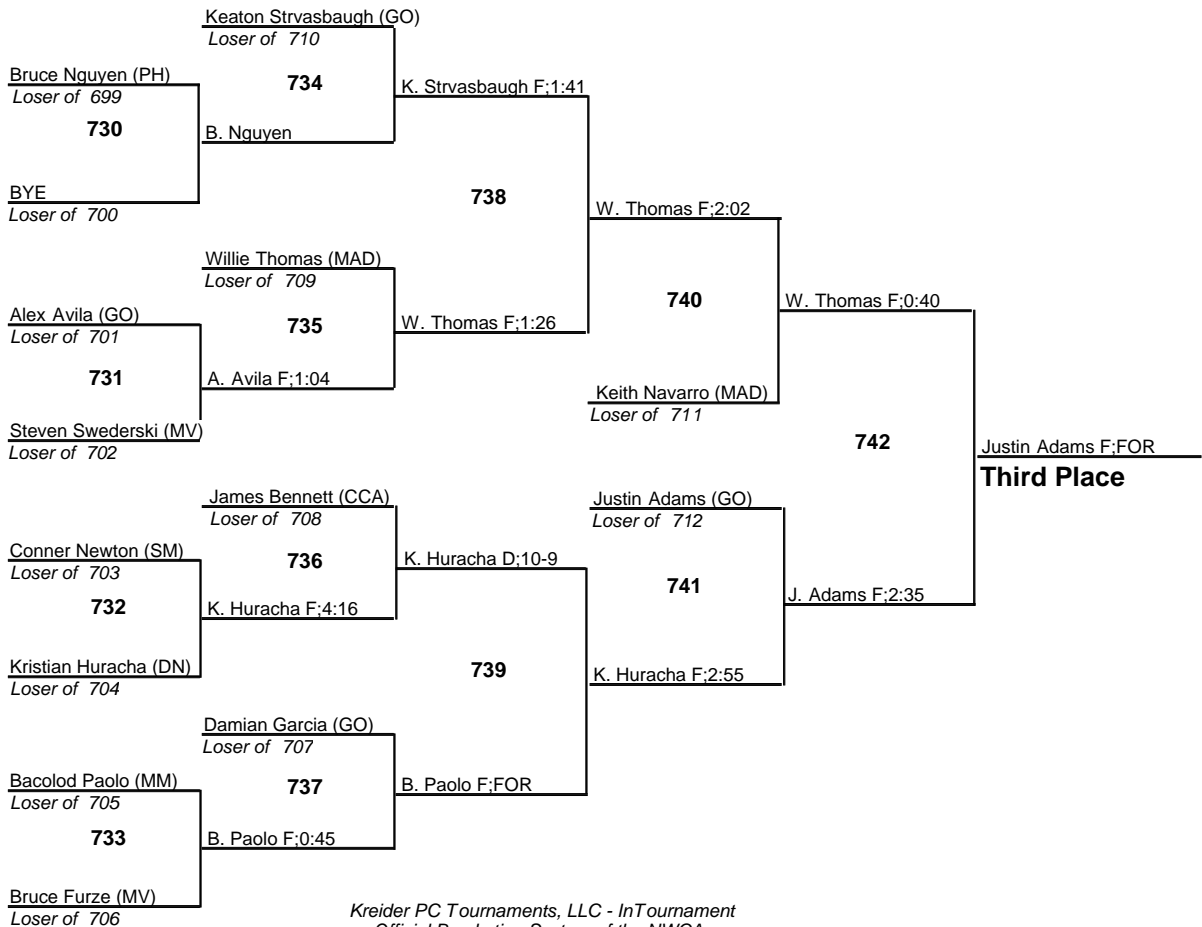 Keaton Strvasbaugh (GO)
Loser of 710
Bruce Nguyen (PH)
Loser of 699
734
K. Strvasbaugh F;1:41
730
B. Nguyen
BYE
Loser of 700
738
W. Thomas F;2:02
Willie Thomas (MAD)
Loser of 709
740
W. Thomas F;0:40
Alex Avila (GO)
Loser of 701
735
W. Thomas F;1:26
731
A. Avila F;1:04
Keith Navarro (MAD)
Loser of 711
Steven Swederski (MV)
Loser of 702
742
Justin Adams F;FOR
Third Place
James Bennett (CCA)
Loser of 708
Justin Adams (GO)
Loser of 712
Conner Newton (SM)
Loser of 703
736
K. Huracha D;10-9
741
732
K. Huracha F;4:16
J. Adams F;2:35
Kristian Huracha (DN)
Loser of 704
739
K. Huracha F;2:55
Damian Garcia (GO)
Loser of 707
Bacolod Paolo (MM)
Loser of 705
737
B. Paolo F;FOR
733
B. Paolo F;0:45
Bruce Furze (MV)
Loser of 706
Kreider PC Tournaments, LLC - InTournament